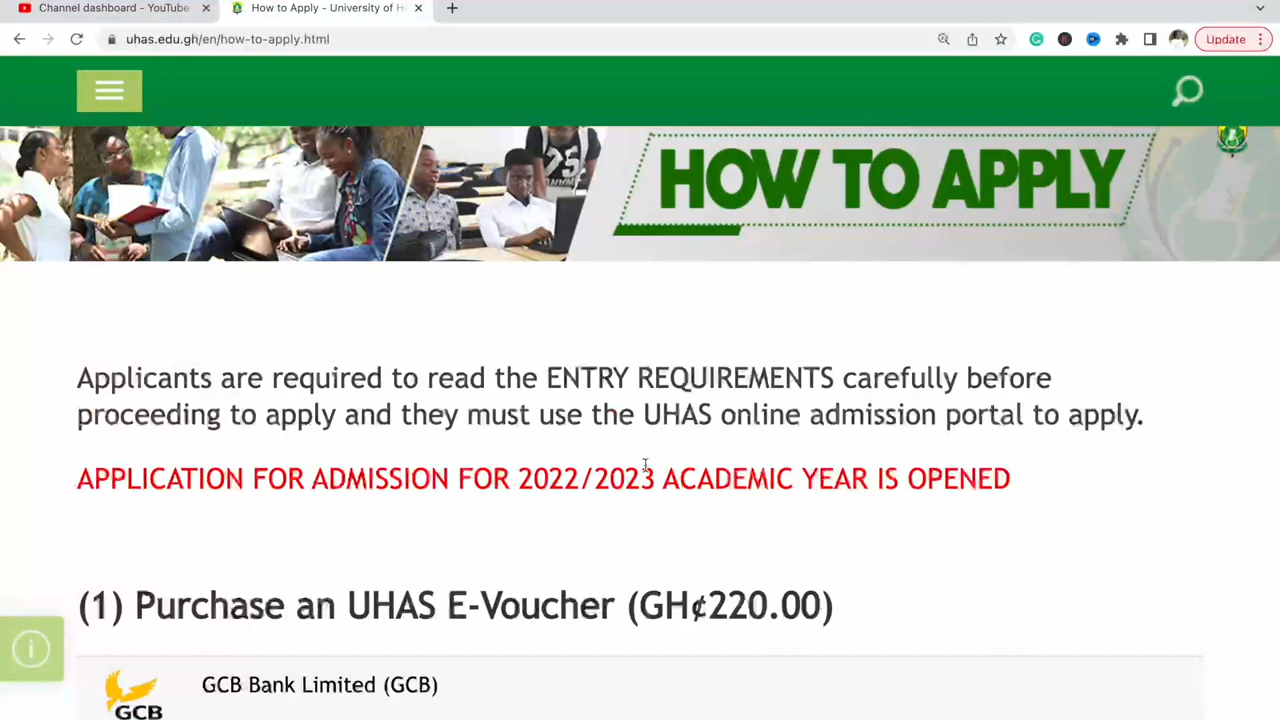 Channel dashboard - YouTube
How to Apply - University of H
uhas.edu.gh/en/how-to-apply.html
Update
HOW TO APPLY
25
Applicants are required to read the ENTRY REQUIREMENTS carefully before
proceeding to apply and they must use the UHAS online admission portal to apply.
APPLICATION FOR ADMISSION FOR 2022/2023 ACADEMIC YEAR IS OPENED
(1) Purchase an UHAS E-Voucher (GH¢220.00)
GCB Bank Limited (GCB)
GCB